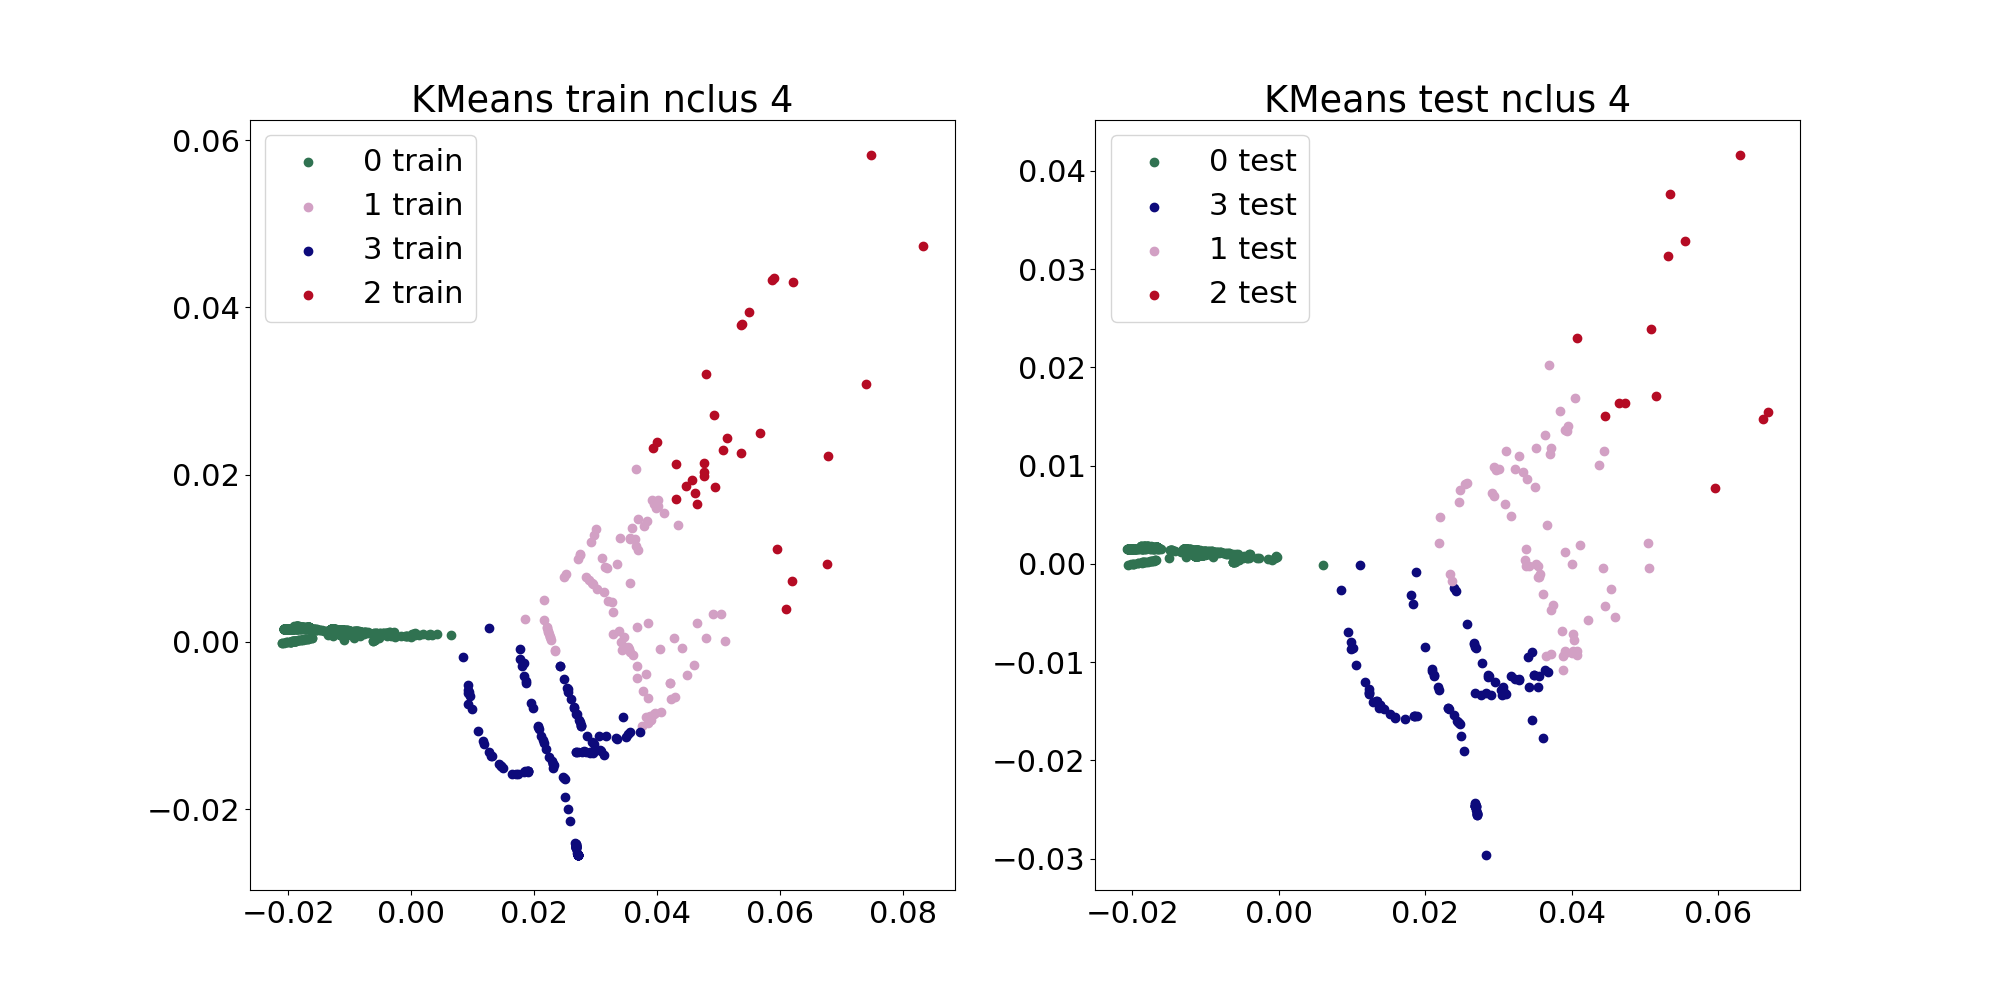 KMeans train nclus 4
0.06
0.04
0.02
0.00
−0.02
0 train
1 train
3 train
2 train
−0.02 0.00 0.02 0.04 0.06 0.08
KMeans test nclus 4
0.04
0.03
0.02
0.01
0.00
−0.01
−0.02
−0.03
0 test
3 test
1 test
2 test
−0.02 0.00 0.02 0.04 0.06